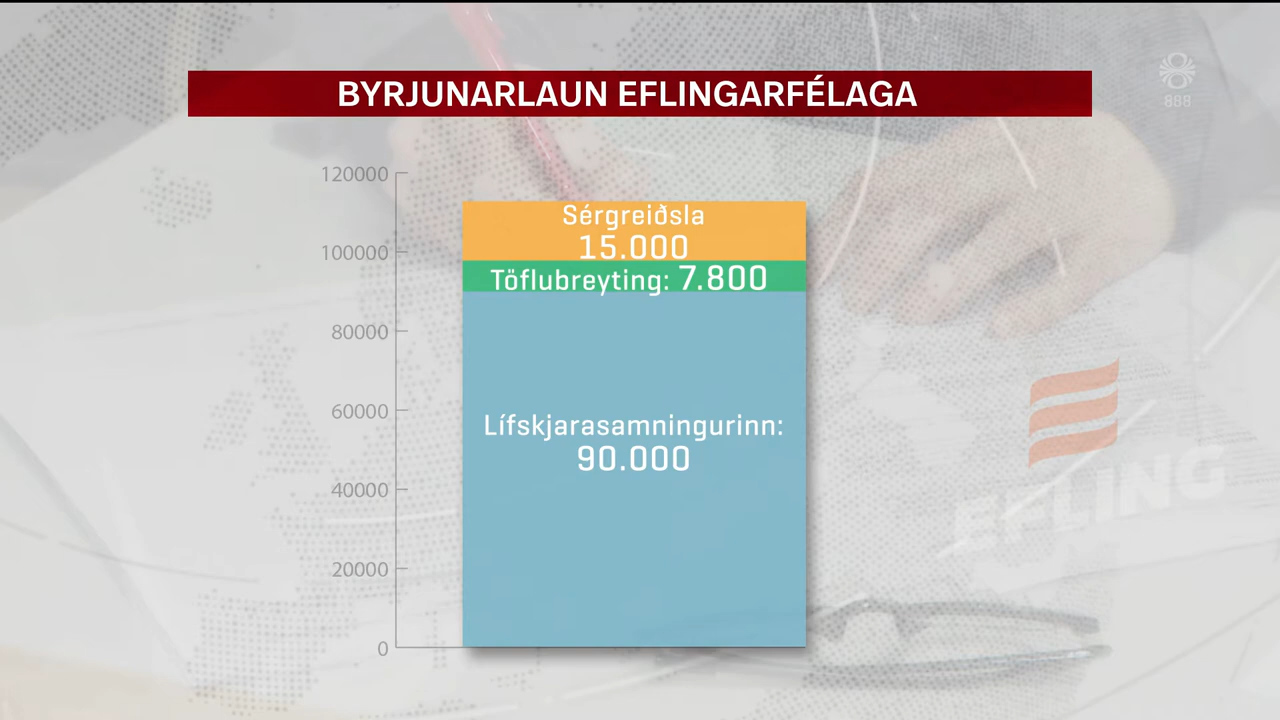 BYRJUNARLAUN EFLINGARFÉLAGA
888
120000
100000
80000
60000
40000
20000
0
Sérgreiðsla
15.000
Töflubreyting: 7.800
Lífskjarasamningurinn:
90.000
EFLING